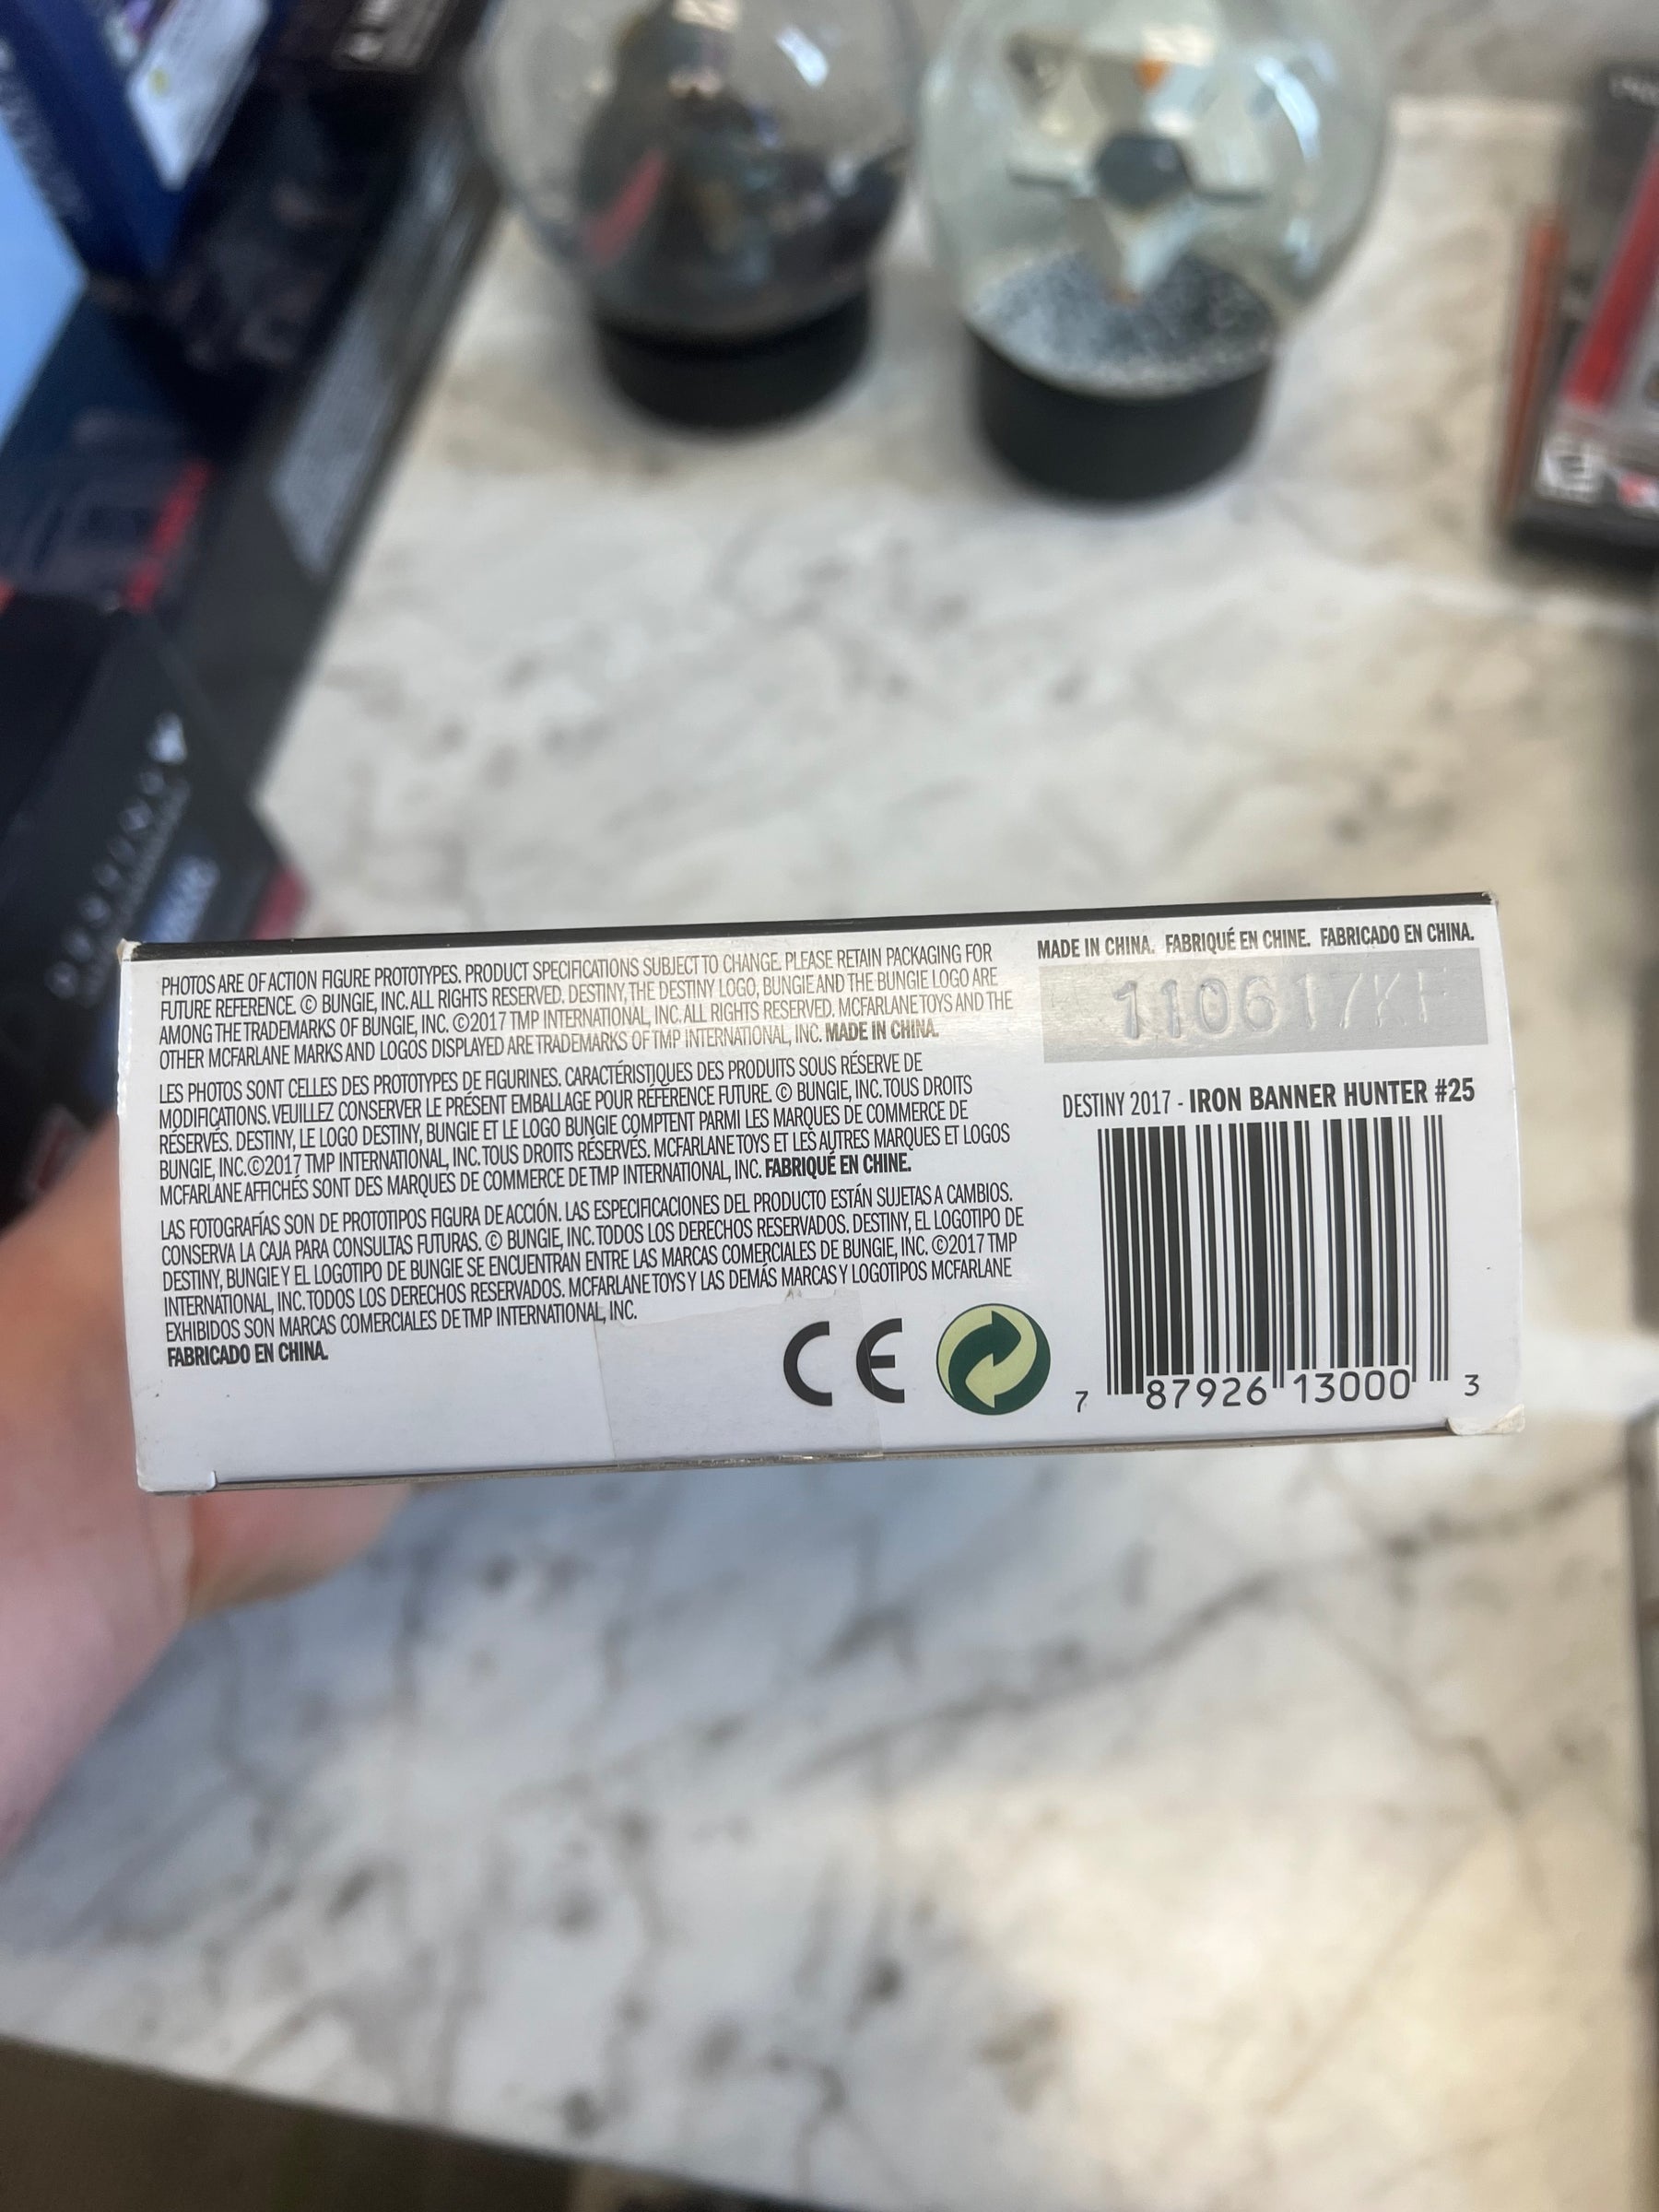 PHOTOS ARE OF ACTION FIGURE PROTOTYPES. PRODUCT SPECIFICATIONS SUBJECT TO CHANGE. PLEASE RETAIN PACKAGING FOR
FUTURE REFERENCE. © BUNGIE, INC. ALL RIGHTS RESERVED. DESTINY, THE DESTINY LOGO, BUNGIE AND THE BUNGIE LOGO ARE
AMONG THE TRADEMARKS OF BUNGIE, INC. ©2017 TMP INTERNATIONAL, INC. ALL RIGHTS RESERVED. MCFARLANE TOYS AND THE
OTHER MCFARLANE MARKS AND LOGOS DISPLAYED ARE TRADEMARKS OF TMP INTERNATIONAL, INC. MADE IN CHINA.
LES PHOTOS SONT CELLES DES PROTOTYPES DE FIGURINES. CARACTÉRISTIQUES DES PRODUITS SOUS RÉSERVE DE
MODIFICATIONS. VEUILLEZ CONSERVER LE PRÉSENT EMBALLAGE POUR RÉFÉRENCE FUTURE. © BUNGIE, INC. TOUS DROITS
RÉSERVÉS. DESTINY, LE LOGO DESTINY, BUNGIE ET LE LOGO BUNGIE COMPTENT PARMI LES MARQUES DE COMMERCE DE
BUNGIE, INC.©2017 TMP INTERNATIONAL, INC. TOUS DROITS RÉSERVÉS. MCFARLANE TOYS ET LES AUTRES MARQUES ET LOGOS
MCFARLANE AFFICHÉS SONT DES MARQUES DE COMMERCE DE TMP INTERNATIONAL, INC. FABRIQUÉ EN CHINE.
LAS FOTOGRAFÍAS SON DE PROTOTIPOS FIGURA DE ACCIÓN. LAS ESPECIFICACIONES DEL PRODUCTO ESTÁN SUJETAS A CAMBIOS.
CONSERVA LA CAJA PARA CONSULTAS FUTURAS. © BUNGIE, INC. TODOS LOS DERECHOS RESERVADOS. DESTINY, EL LOGOTIPO DE
DESTINY, BUNGIE Y EL LOGOTIPO DE BUNGIE SE ENCUENTRAN ENTRE LAS MARCAS COMERCIALES DE BUNGIE, INC. ©2017 TMP
INTERNATIONAL, INC. TODOS LOS DERECHOS RESERVADOS. MCFARLANE TOYS Y LAS DEMÁS MARCAS Y LOGOTIPOS MCFARLANE
EXHIBIDOS SON MARCAS COMERCIALES DE TMP INTERNATIONAL, INC.
FABRICADO EN CHINA.
CE
MADE IN CHINA. FABRIQUÉ EN CHINE. FABRICADO EN CHINA.
110617KF
DESTINY 2017 - IRON BANNER HUNTER #25
7 87926 13000 3